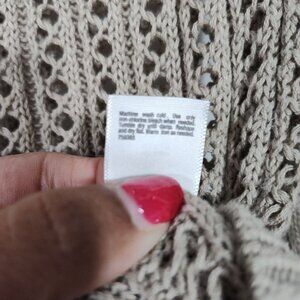 Machine wash cold. Use only
non-chlorine bleach when needed.
Tumble dry until damp. Reshape
and dry flat. Warm iron as needed.